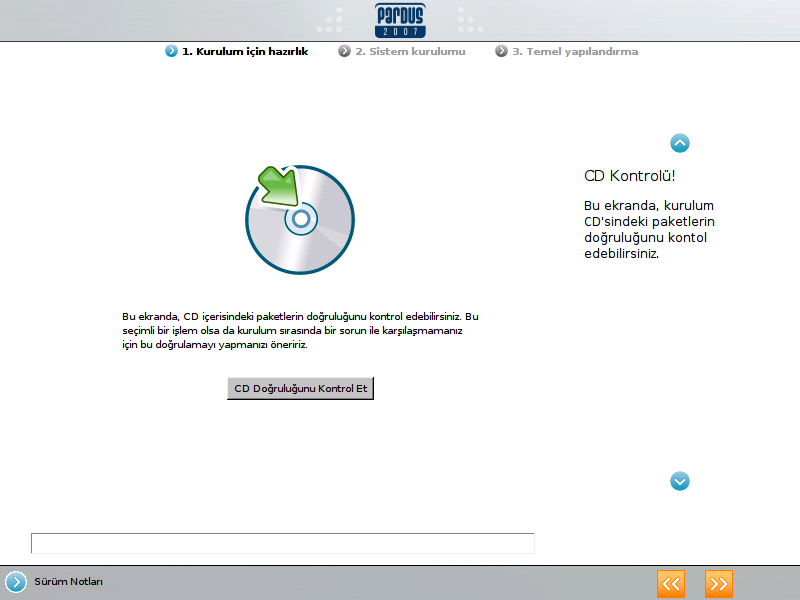 PARDUS
2007
1. Kurulum için hazırlık
2. Sistem kurulumu
3. Temel yapılandırma
CD Kontrolü!
Bu ekranda, kurulum
CD'sindeki paketlerin
doğruluğunu kontol
edebilirsiniz.
Bu ekranda, CD içerisindeki paketlerin doğruluğunu kontrol edebilirsiniz. Bu
seçimli bir işlem olsa da kurulum sırasında bir sorun ile karşılaşmamanız
için bu doğrulamayı yapmanızı öneririz.
CD Doğruluğunu Kontrol Et
Sürüm Notları